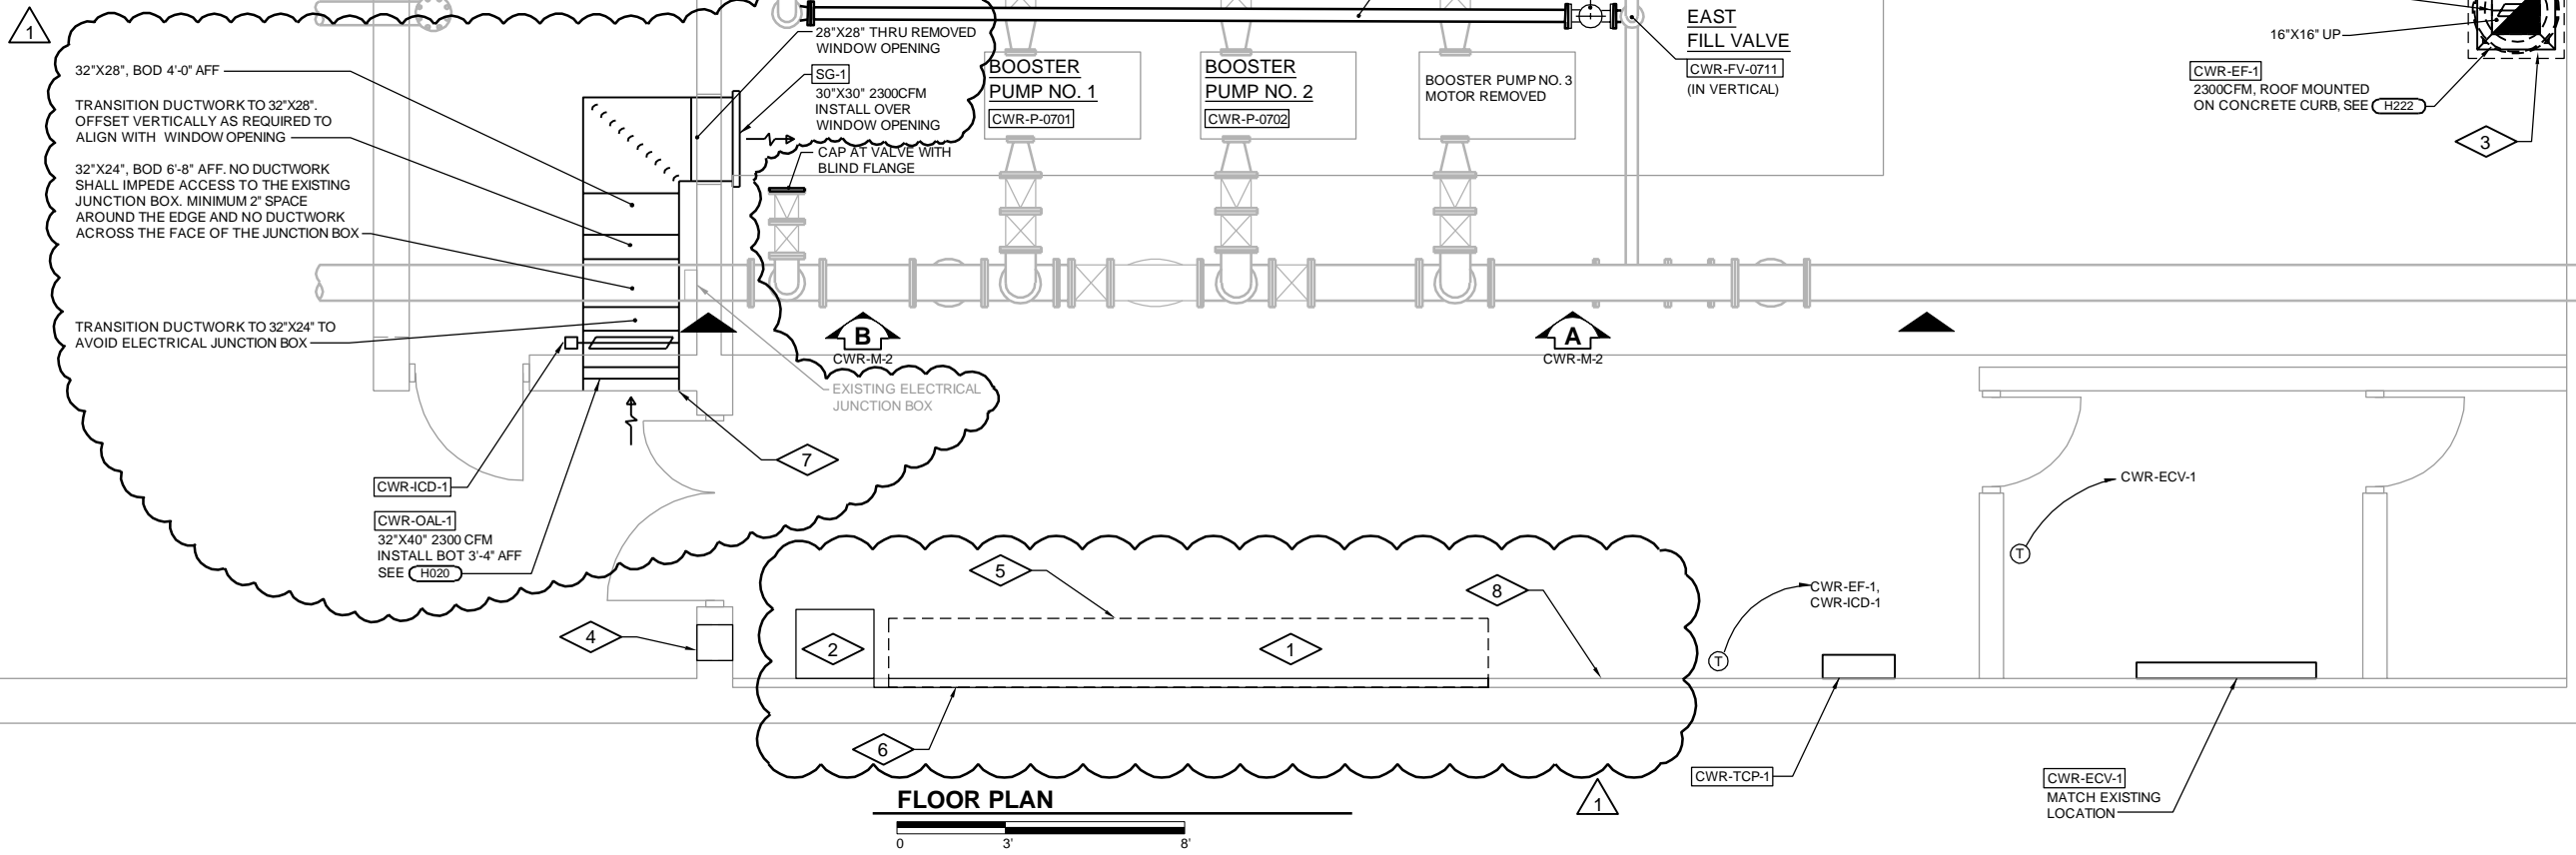 1
32"X28", BOD 4'-0" AFF
TRANSITION DUCTWORK TO 32"X28".
OFFSET VERTICALLY AS REQUIRED TO
ALIGN WITH WINDOW OPENING
32"X24", BOD 6'-8" AFF. NO DUCTWORK
SHALL IMPEDE ACCESS TO THE EXISTING
JUNCTION BOX. MINIMUM 2" SPACE
AROUND THE EDGE AND NO DUCTWORK
ACROSS THE FACE OF THE JUNCTION BOX
TRANSITION DUCTWORK TO 32"X24" TO
AVOID ELECTRICAL JUNCTION BOX
28"X28" THRU REMOVED
WINDOW OPENING
SG-1
30"X30" 2300CFM
INSTALL OVER
WINDOW OPENING
CAP AT VALVE WITH
BLIND FLANGE
BOOSTER
PUMP NO. 1
CWR-P-0701
BOOSTER
PUMP NO. 2
CWR-P-0702
BOOSTER PUMP NO. 3
MOTOR REMOVED
EAST
FILL VALVE
CWR-FV-0711
(IN VERTICAL)
16"X16" UP
CWR-EF-1
2300CFM, ROOF MOUNTED
ON CONCRETE CURB, SEE H222
3
B
CWR-M-2
A
CWR-M-2
EXISTING ELECTRICAL
JUNCTION BOX
7
CWR-ICD-1
CWR-OAL-1
32"X40" 2300 CFM
INSTALL BOT 3'-4" AFF
SEE H020
CWR-ECV-1
T
5
8
CWR-EF-1,
CWR-ICD-1
4
2
1
T
6
CWR-TCP-1
CWR-ECV-1
MATCH EXISTING
LOCATION
1
FLOOR PLAN
0 3' 8'